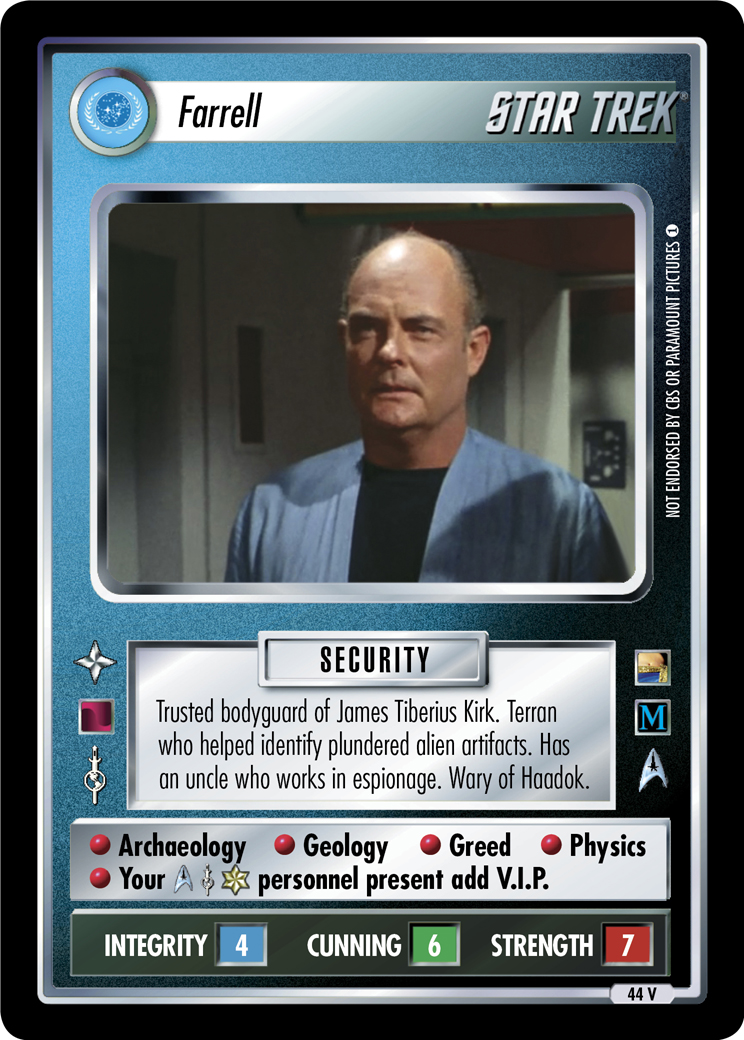 Farrell
STAR TREK®
NOT ENDORSED BY CBS OR PARAMOUNT PICTURES 1
SECURITY
Trusted bodyguard of James Tiberius Kirk. Terran
who helped identify plundered alien artifacts. Has
an uncle who works in espionage. Wary of Haadok.
M
Archaeology Geology Greed Physics
Your personnel present add V.I.P.
INTEGRITY 4 CUNNING 6 STRENGTH 7
44 V